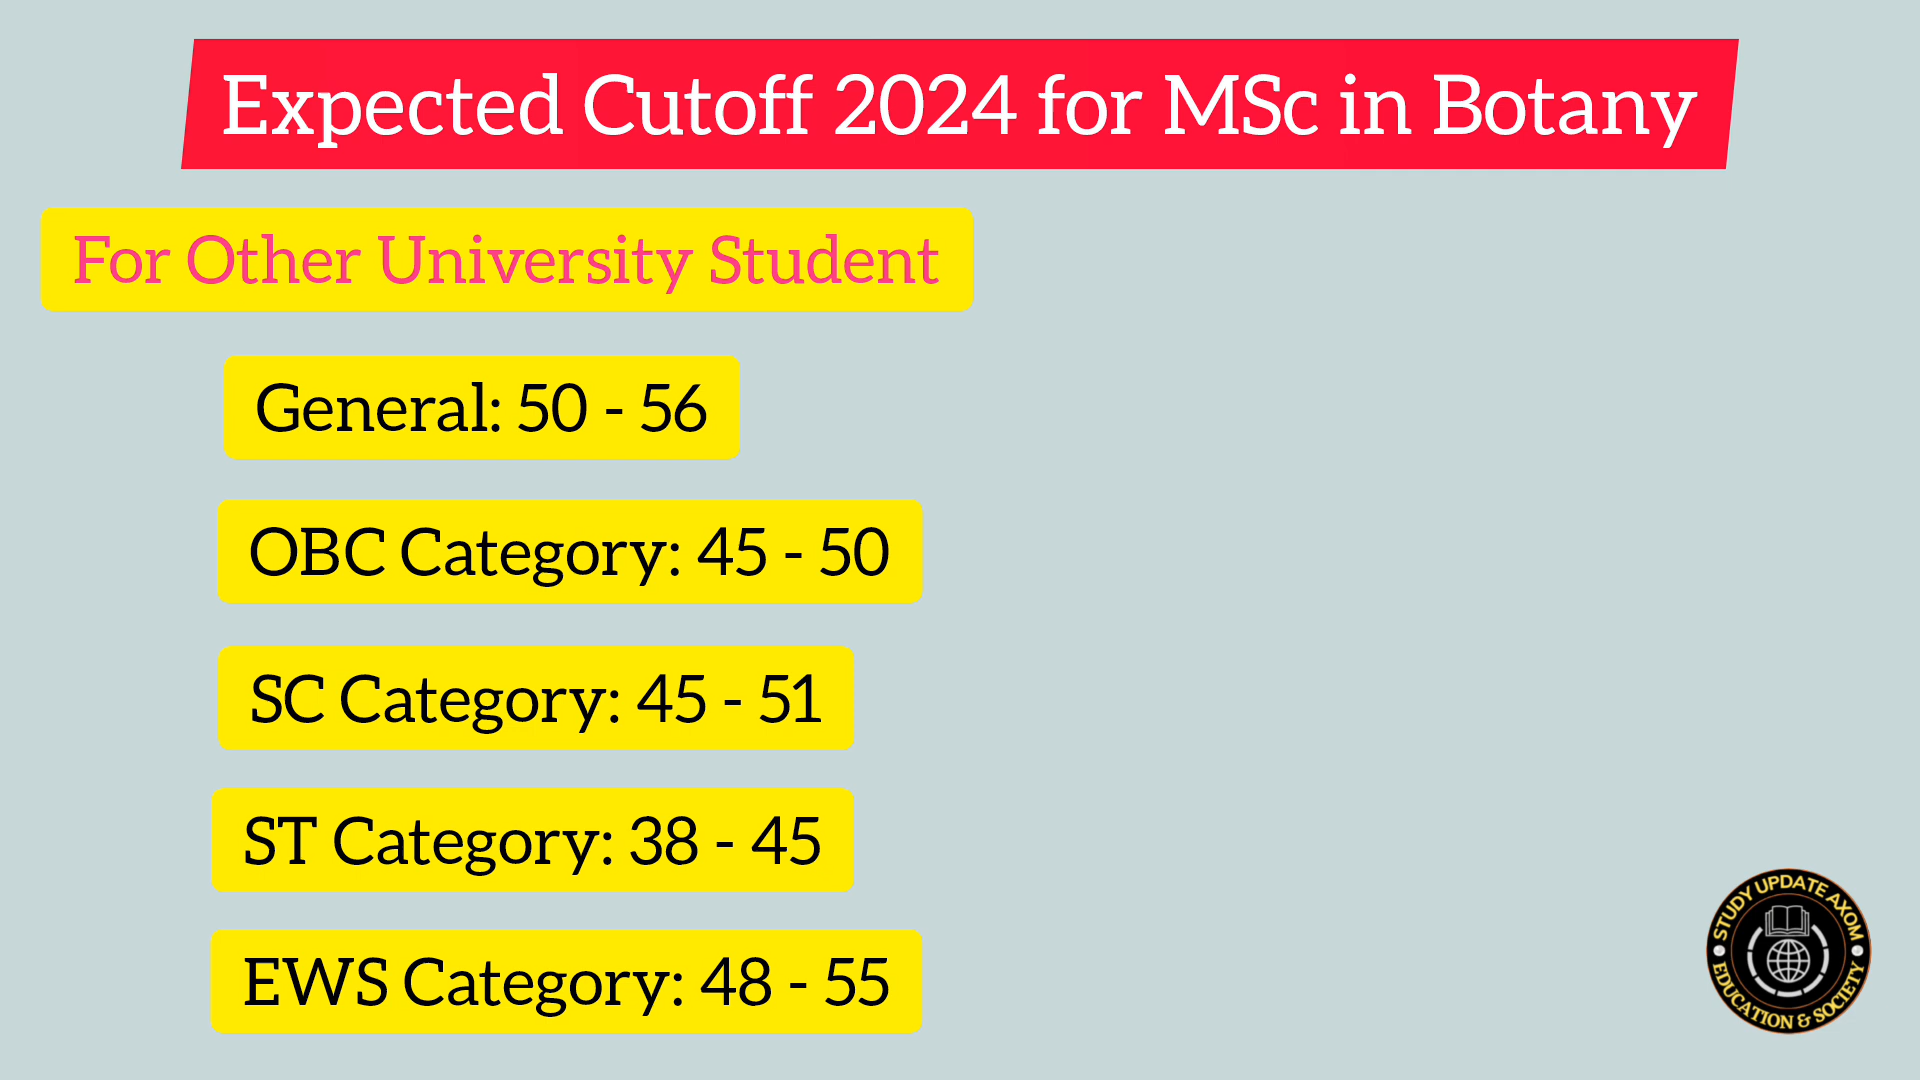 Expected Cutoff 2024 for MSc in Botany
For Other University Student
General: 50 - 56
OBC Category: 45 - 50
SC Category: 45 - 51
ST Category: 38 - 45
EWS Category: 48 - 55
STUDY UPDATE AXOM
EDUCATION & SOCIETY